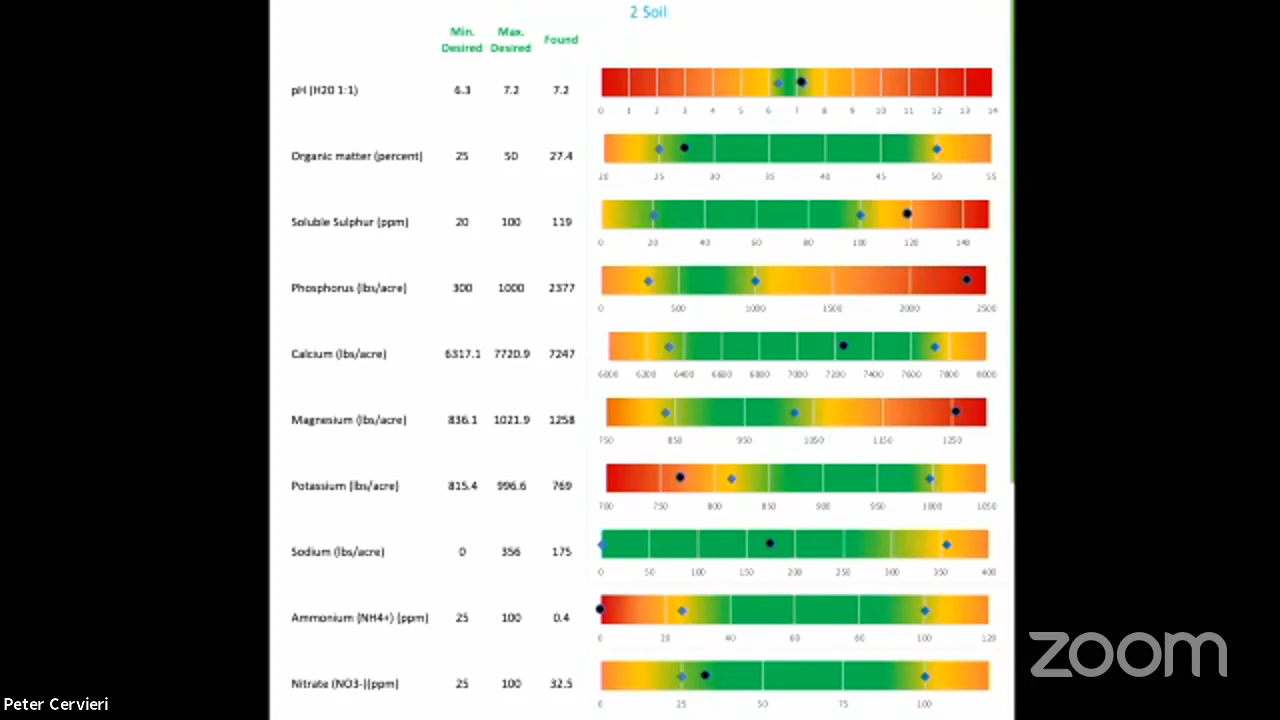 2 Soil
Min. Desired Max. Desired Found
pH (H20 1:1) 6.3 7.2 7.2
0 1 2 3 4 5 6 7 8 9 10 11 12 13 14
Organic matter (percent) 25 50 27.4
20 25 30 35 40 45 50 55
Soluble Sulphur (ppm) 20 100 119
0 20 40 60 80 100 120 140
Phosphorus (lbs/acre) 300 1000 2377
0 500 1000 1500 2000 2500
Calcium (lbs/acre) 6317.1 7720.9 7247
6000 6200 6400 6600 6800 7000 7200 7400 7600 7800 8000
Magnesium (lbs/acre) 836.1 1021.9 1258
750 850 950 1050 1150 1250
Potassium (lbs/acre) 815.4 996.6 769
700 750 800 850 900 950 1000 1050
Sodium (lbs/acre) 0 356 175
0 50 100 150 200 250 300 350 400
Ammonium (NH4+) (ppm) 25 100 0.4
0 20 40 60 80 100 120
Nitrate (NO3-)(ppm) 25 100 32.5
0 25 50 75 100
zoom
Peter Cervieri